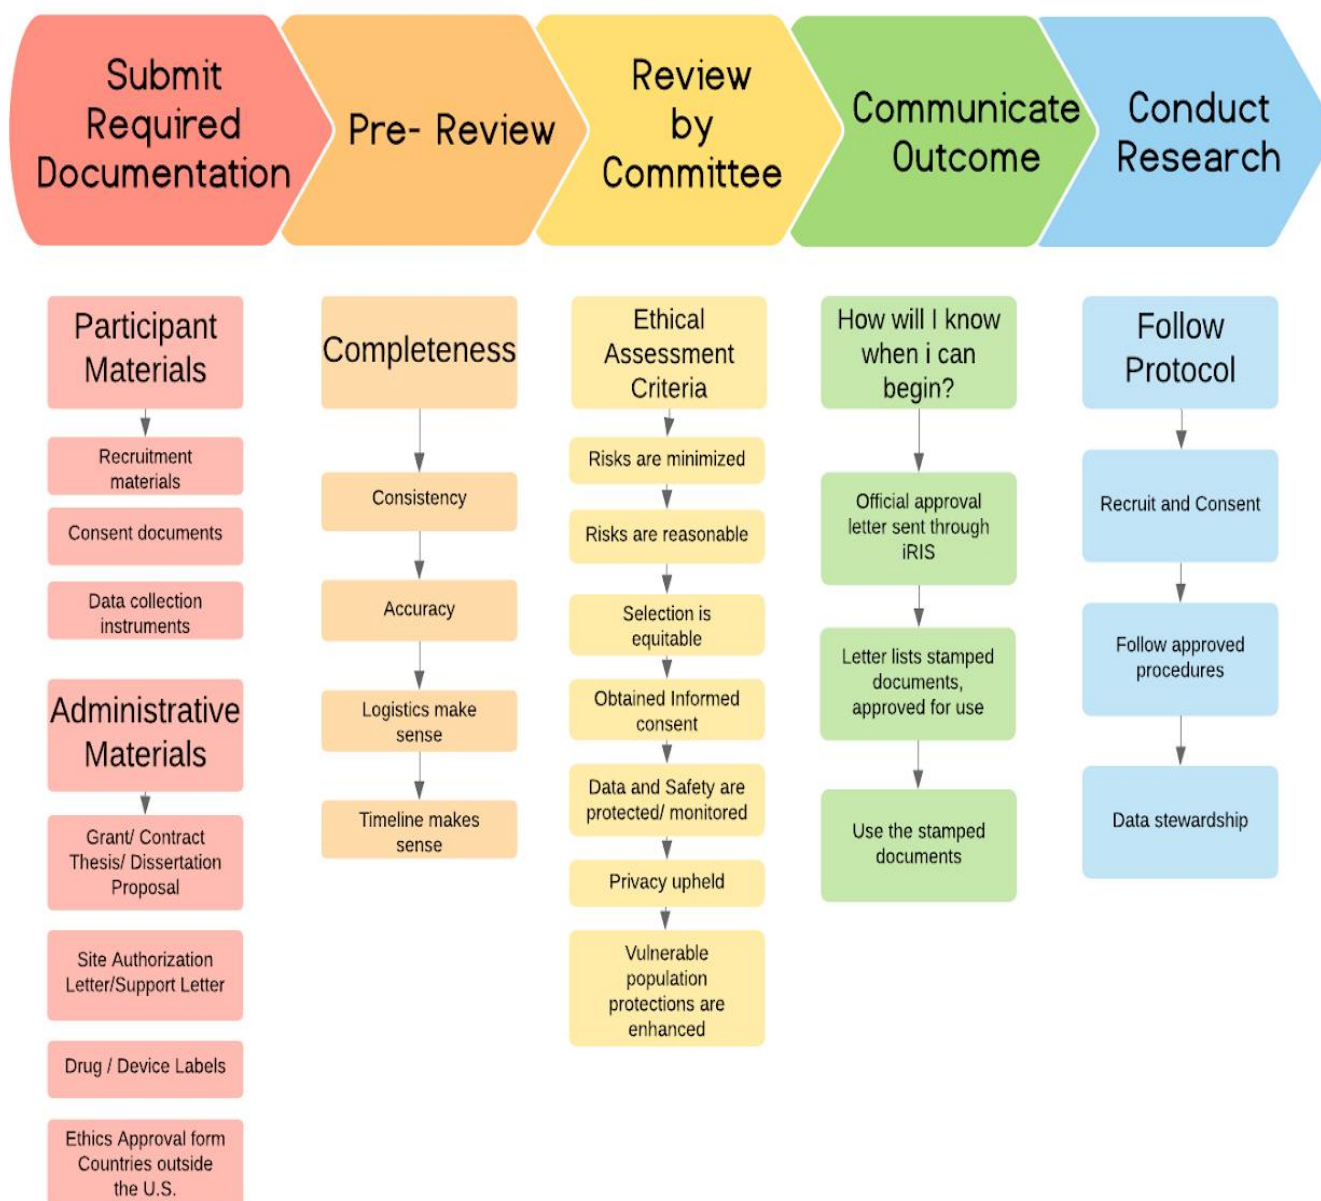 Submit
Required
Documentation
Pre- Review
Review
by
Committee
Communicate
Outcome
Conduct
Research
Participant
Materials
Recruitment
materials
Consent documents
Data collection
instruments
Administrative
Materials
Grant/ Contract
Thesis/ Dissertation
Proposal
Site Authorization
Letter/Support Letter
Drug / Device Labels
Ethics Approval form
Countries outside
the U.S.
Completeness
Consistency
Accuracy
Logistics make
sense
Timeline makes
sense
Ethical
Assessment
Criteria
Risks are minimized
Risks are reasonable
Selection is
equitable
Obtained Informed
consent
Data and Safety are
protected/ monitored
Privacy upheld
Vulnerable
population
protections are
enhanced
How will I know
when i can
begin?
Official approval
letter sent through
iRIS
Letter lists stamped
documents,
approved for use
Use the stamped
documents
Follow
Protocol
Recruit and Consent
Follow approved
procedures
Data stewardship